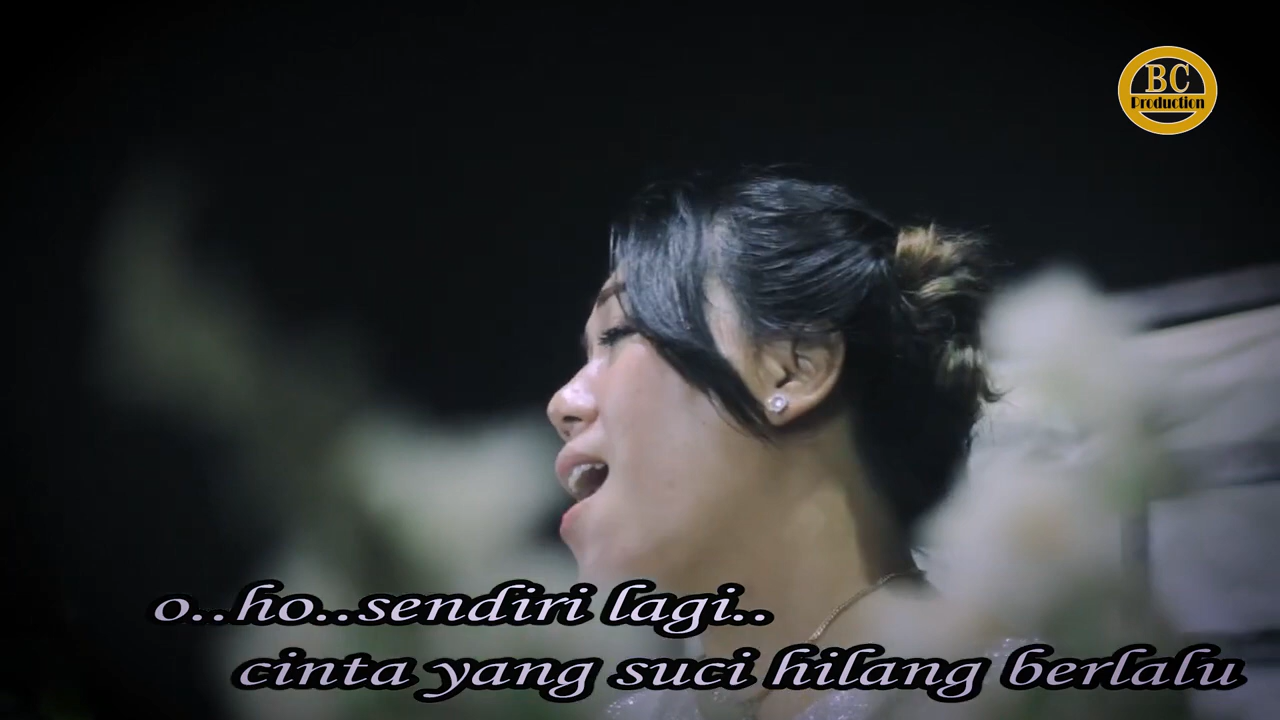 BC
Production
o..ho..sendiri lagi..
cinta yang suci hilang berlalu